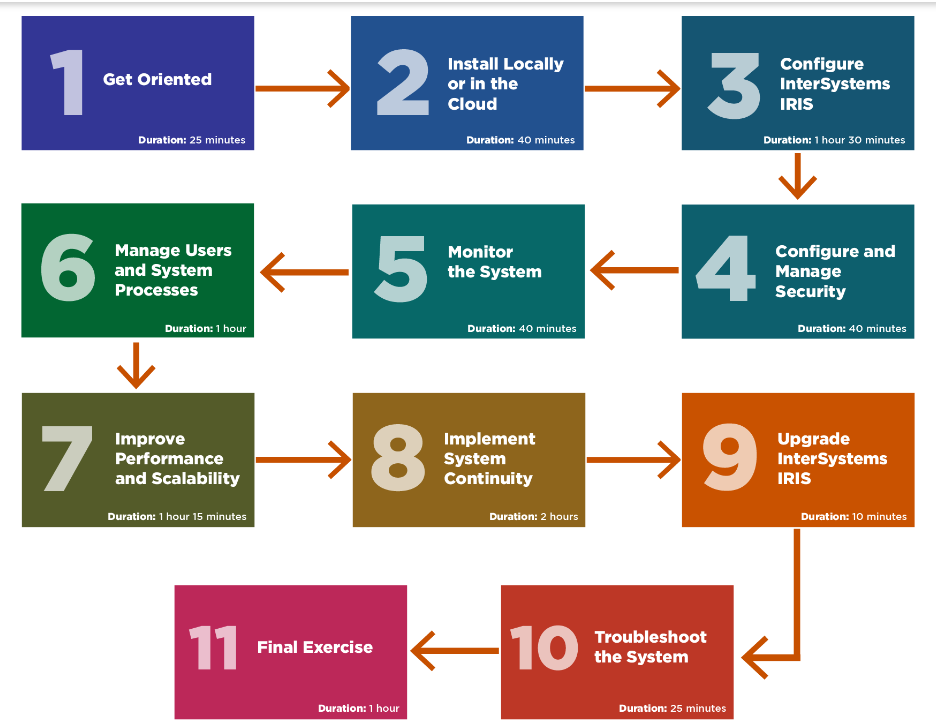 1
Get Oriented
Duration: 25 minutes
2
Install Locally
or in the
Cloud
Duration: 40 minutes
3
Configure
InterSystems
IRIS
Duration: 1 hour 30 minutes
4
Configure and
Manage
Security
Duration: 40 minutes
5
Monitor
the System
Duration: 40 minutes
6
Manage Users
and System
Processes
Duration: 1 hour
7
Improve
Performance
and Scalability
Duration: 1 hour 15 minutes
8
Implement
System
Continuity
Duration: 2 hours
9
Upgrade
InterSystems
IRIS
Duration: 10 minutes
10
Troubleshoot
the System
Duration: 25 minutes
11
Final Exercise
Duration: 1 hour